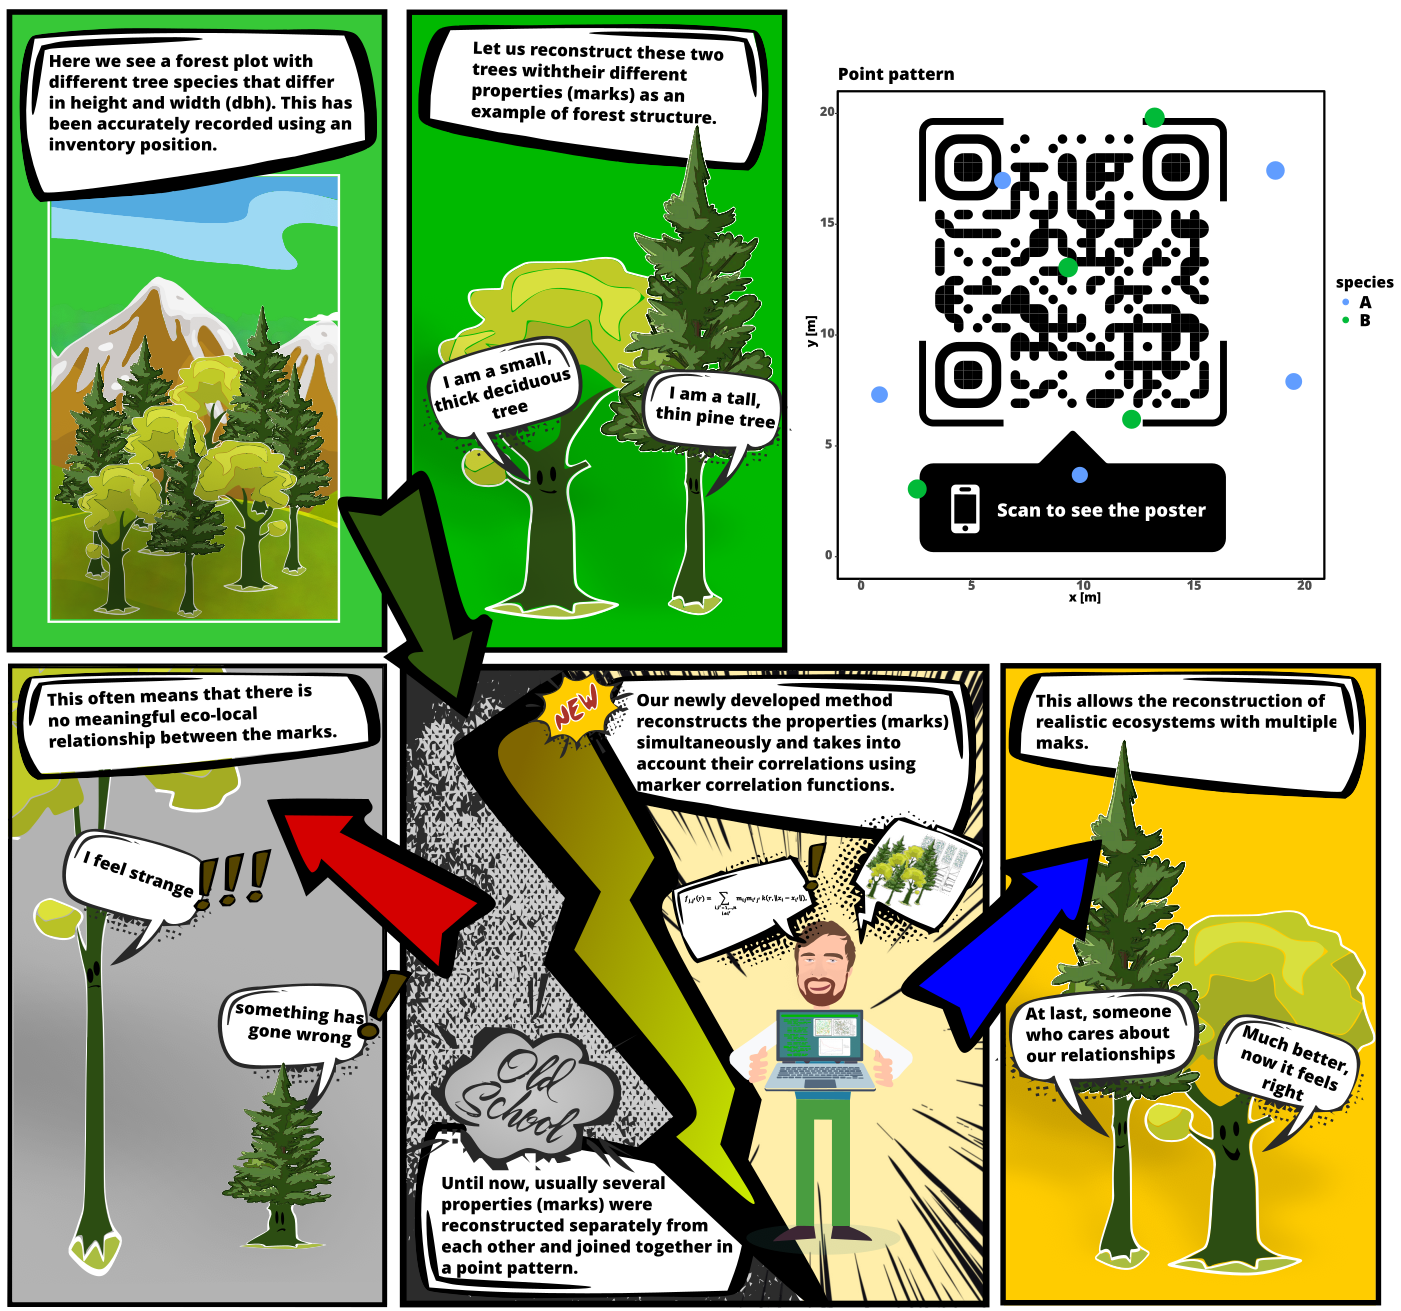 Here we see a forest plot with
different tree species that differ
in height and width (dbh). This has
been accurately recorded using an
inventory position.
Let us reconstruct these two
trees withtheir different
properties (marks) as an
example of forest structure.
I am a small,
thick deciduous
tree
I am a tall,
thin pine tree
Point pattern
20
15
10
5
0
y [m]
0 5 10 15 20
x [m]
species
A
B
Scan to see the poster
This often means that there is
no meaningful eco-local
relationship between the marks.
I feel strange
!!!
something has
gone wrong
!
NEW
Our newly developed method
reconstructs the properties (marks)
simultaneously and takes into
account their correlations using
marker correlation functions.
!
Old
School
Until now, usually several
properties (marks) were
reconstructed separately from
each other and joined together in
a point pattern.
This allows the reconstruction of
realistic ecosystems with multiple
maks.
At last, someone
who cares about
our relationships
Much better,
now it feels
right